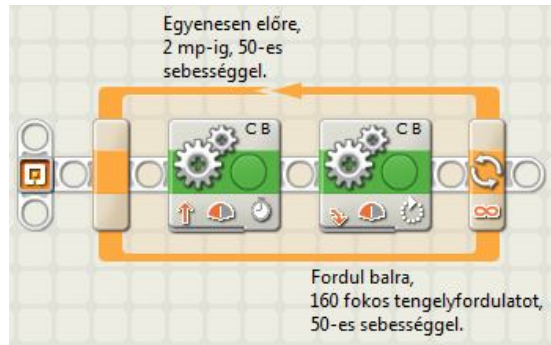 Egyenesen előre,
2 mp-ig, 50-es
sebességgel.
C B
C B
Fordul balra,
160 fokos tengelyfordulatot,
50-es sebességgel.